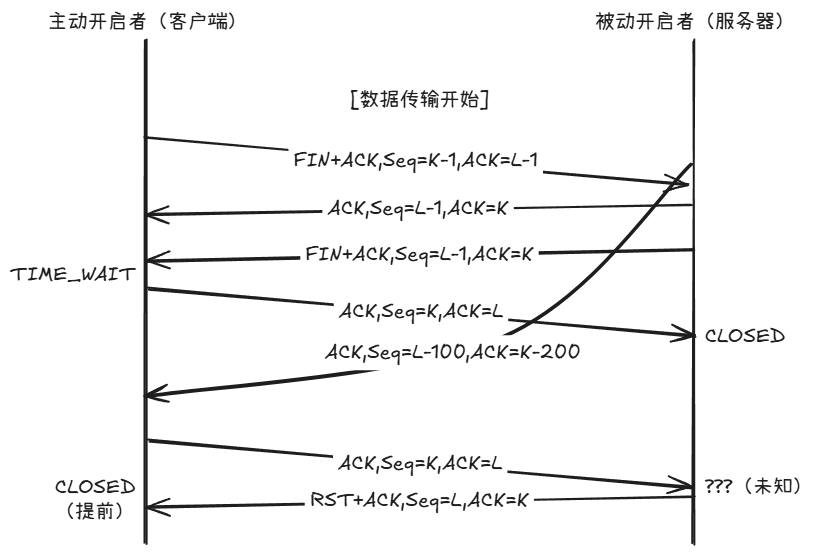 主动开启者（客户端）
被动开启者（服务器）
[数据传输开始]
FIN+ACK,Seq=K-1,ACK=L-1
ACK,Seq=L-1,ACK=K
FIN+ACK,Seq=L-1,ACK=K
TIME_WAIT
ACK,Seq=K,ACK=L
CLOSED
ACK,Seq=L-100,ACK=K-200
ACK,Seq=K,ACK=L
CLOSED
（提前）
???（未知）
RST+ACK,Seq=L,ACK=K